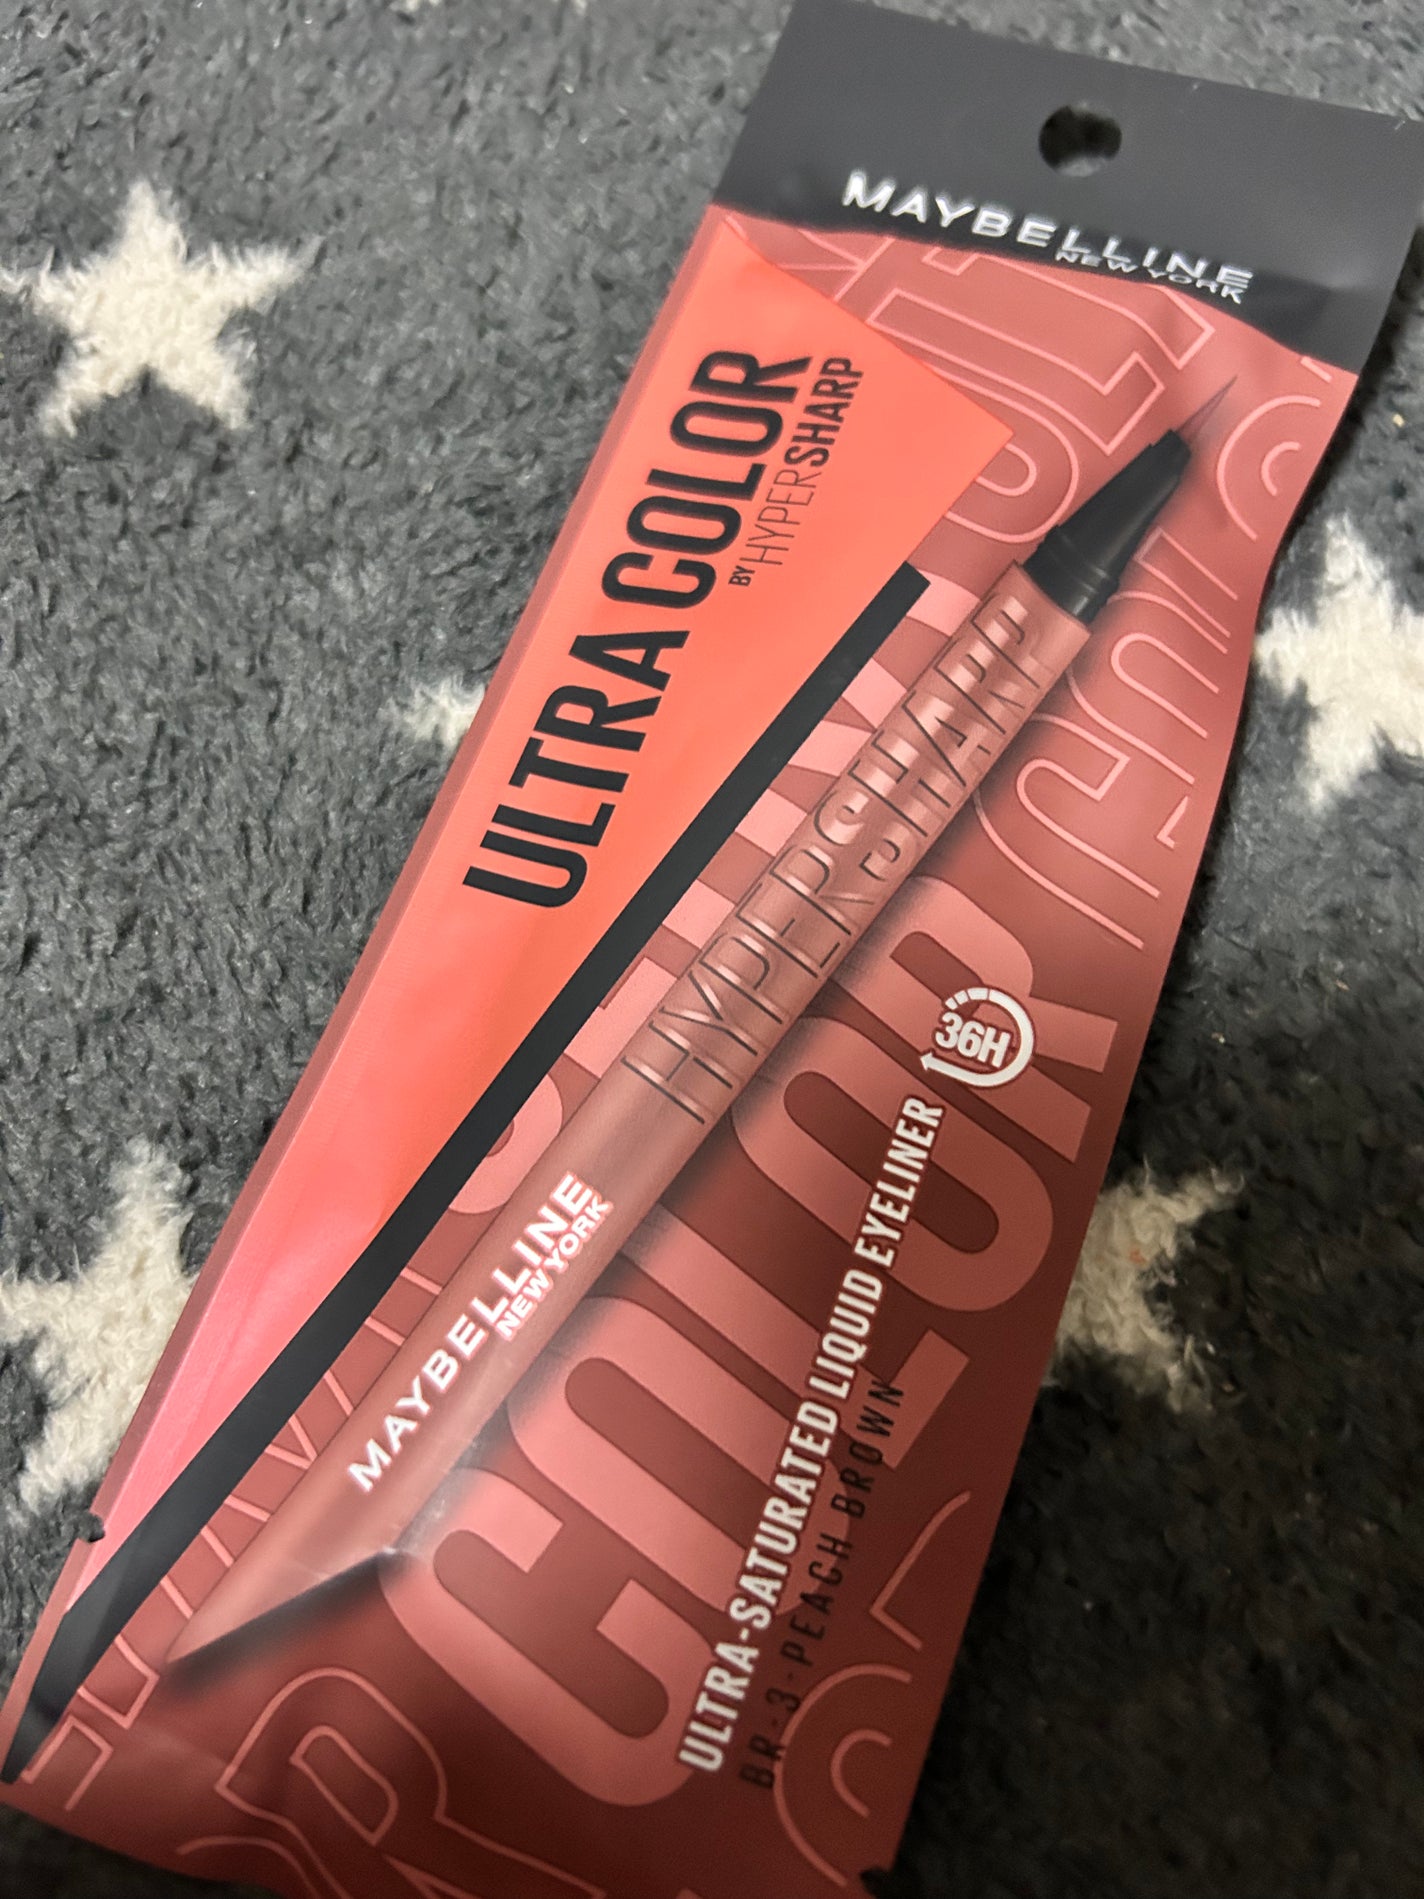 MAYBELLINE
NEW YORK
ULTRA COLOR
BY HYPERSHARP
HYPERSHARP
MAYBELLINE
NEW YORK
36H
ULTRA-SATURATED LIQUID EYELINER
BR-3-PEACH BROWN
COLOR